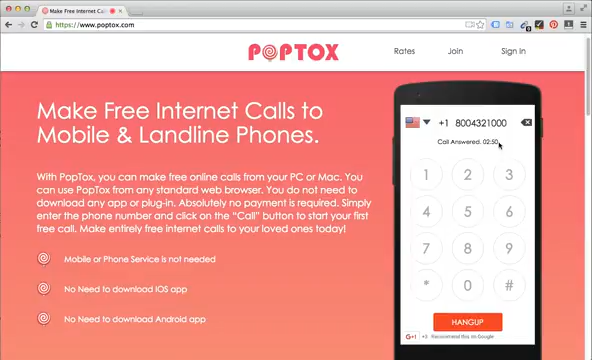 Make Free Internet Calls
https://www.poptox.com
POPTOX
Rates
Join
Sign In
Make Free Internet Calls to
Mobile & Landline Phones.
With PopTox, you can make free online calls from your PC or Mac. You
can use PopTox from any standard web browser. You do not need to
download any app or plug-in. Absolutely no payment is required. Simply
enter the phone number and click on the “Call” button to start your first
free call. Make entirely free internet calls to your loved ones today!
Mobile or Phone Service is not needed
No Need to download IOS app
No Need to download Android app
+1 8004321000
Call Answered. 02:50
1 2 3
4 5 6
7 8 9
* 0 #
HANGUP
Recommend this on Google